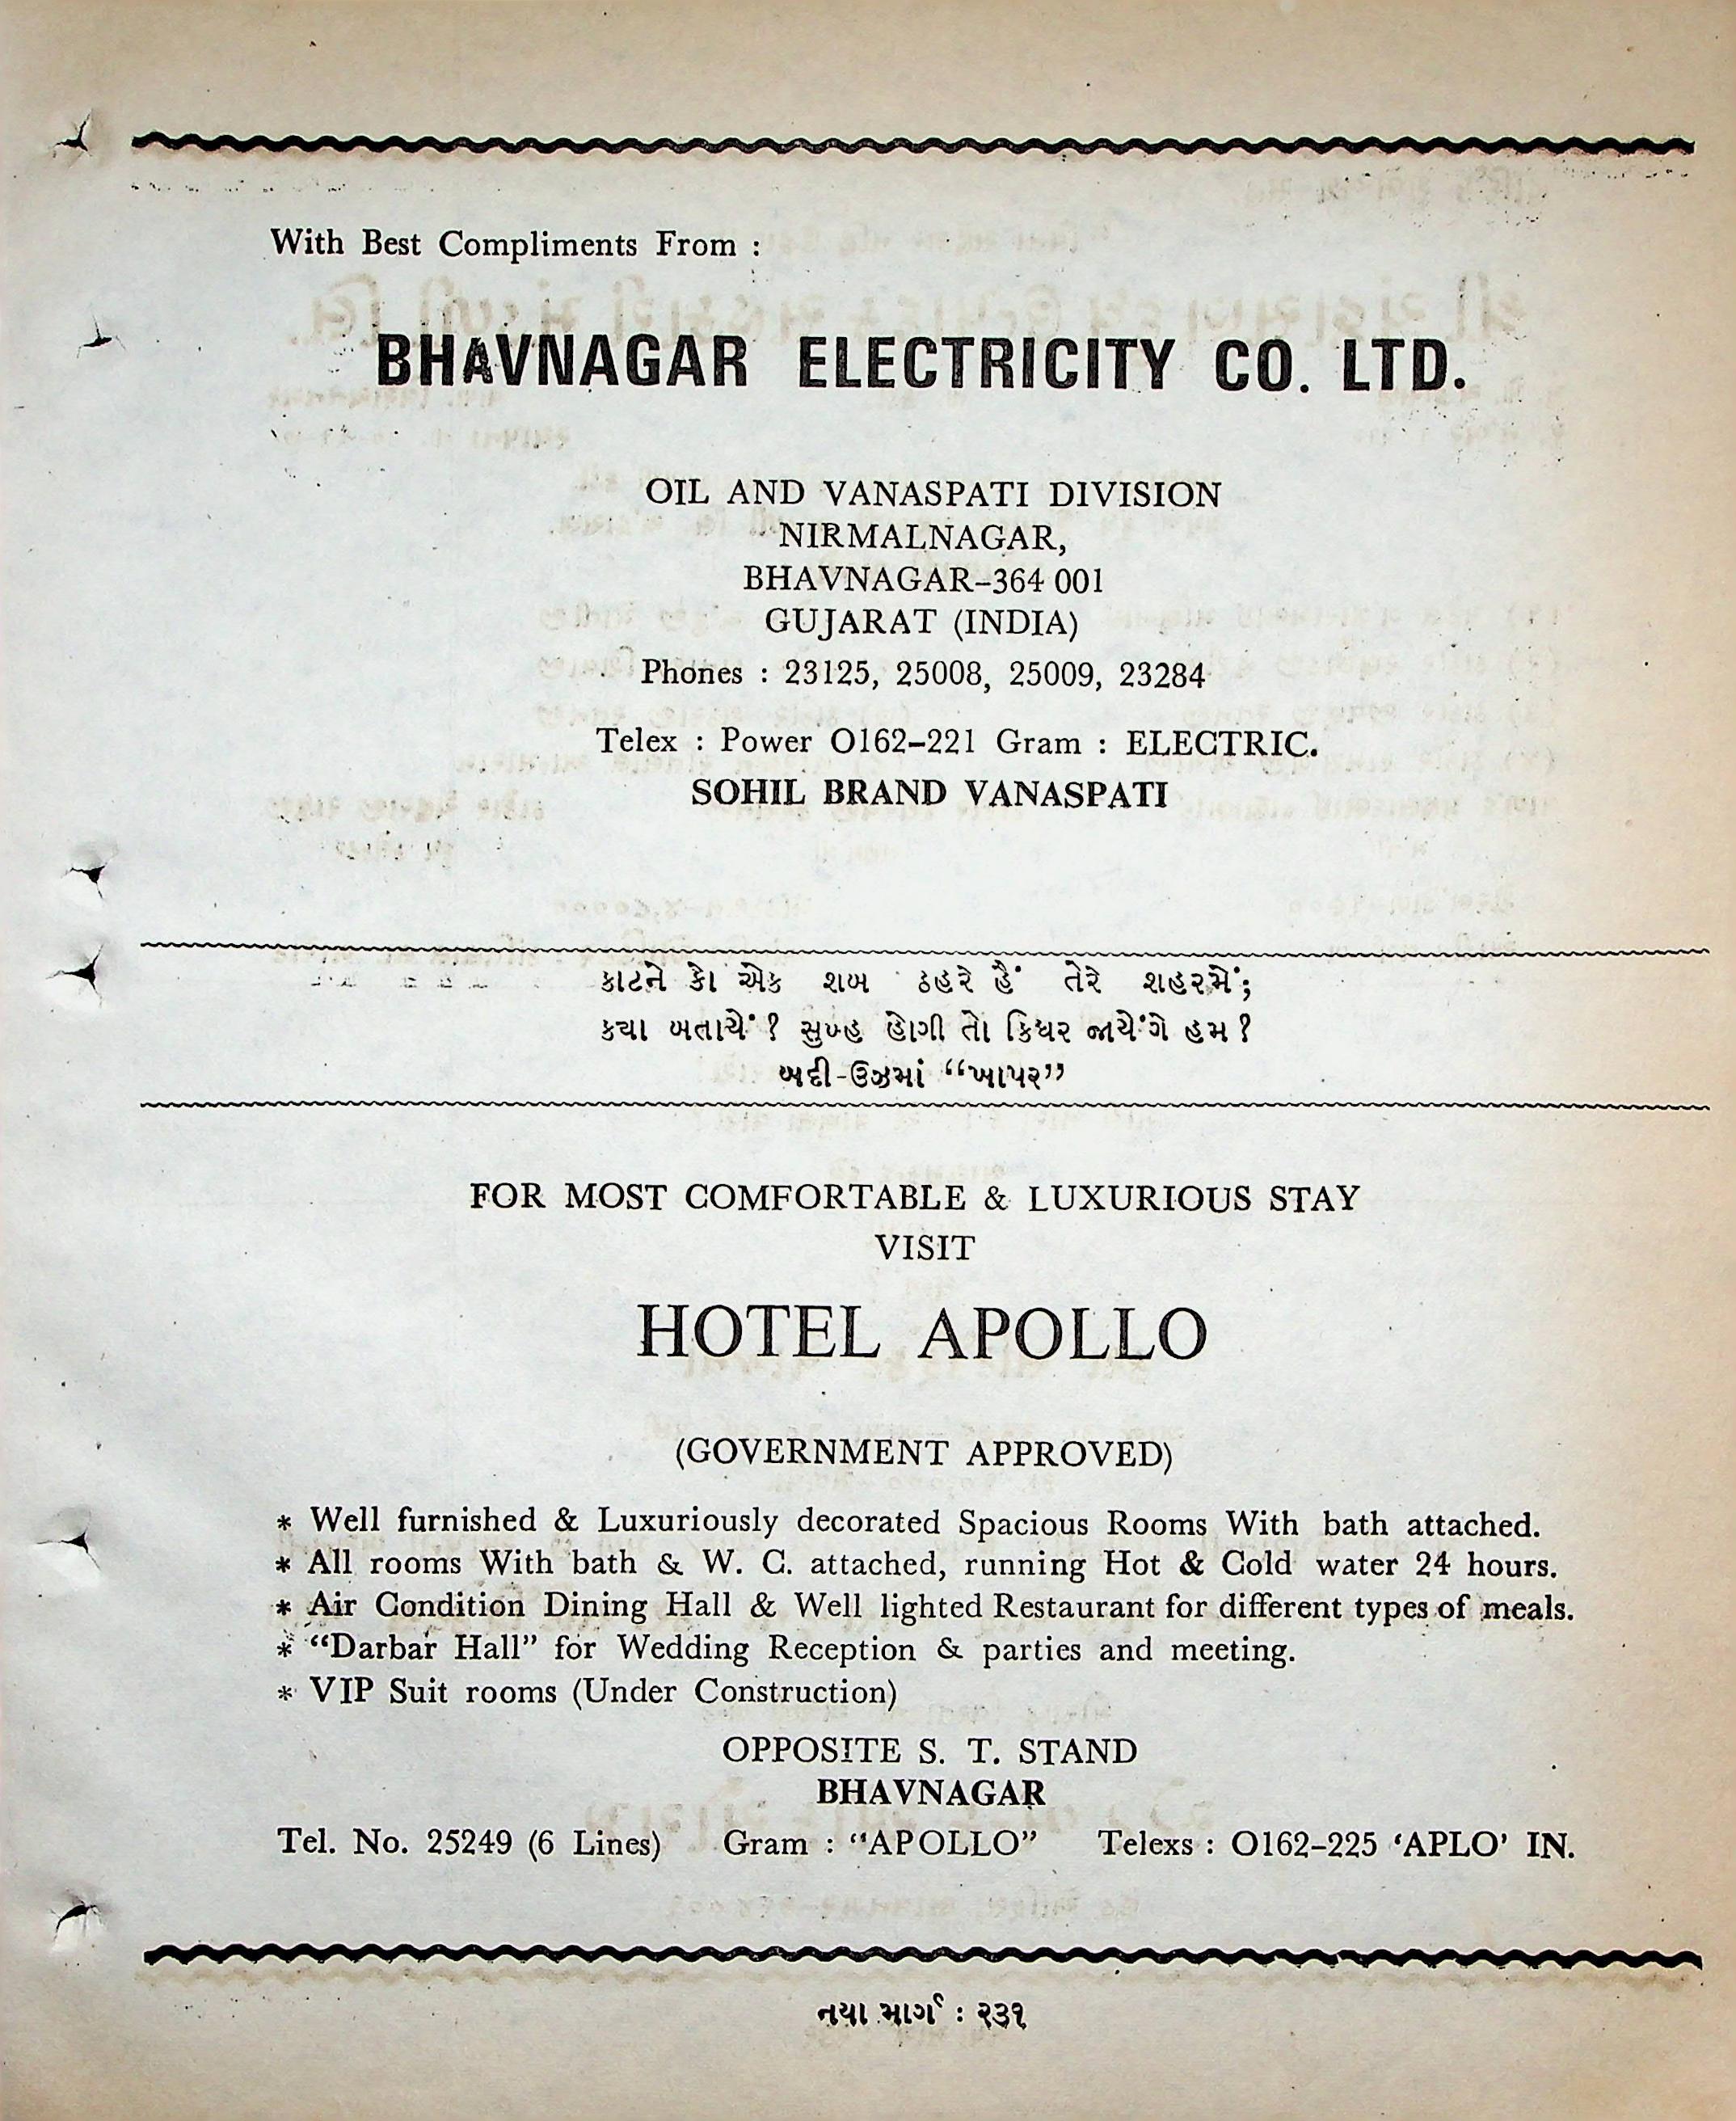 With Best Compliments From :
BHAVNAGAR ELECTRICITY CO. LTD.
OIL AND VANASPATI DIVISION
NIRMALNAGAR,
BHAVNAGAR–364 001
GUJARAT (INDIA)
Phones : 23125, 25008, 25009, 23284
Telex : Power O162–221 Gram : ELECTRIC.
SOHIL BRAND VANASPATI
કાટને કો એક શબ ઠહરે હૈં તેરે શહરમેં;
કયા બતાયેં ? સુબ્હ હોગી તો કિધર જાયેંગે હમ ?
બદી-ઉઝમાં “ખાપર”
FOR MOST COMFORTABLE & LUXURIOUS STAY
VISIT
HOTEL APOLLO
(GOVERNMENT APPROVED)
* Well furnished & Luxuriously decorated Spacious Rooms With bath attached.
* All rooms With bath & W. C. attached, running Hot & Cold water 24 hours.
* Air Condition Dining Hall & Well lighted Restaurant for different types of meals.
* “Darbar Hall” for Wedding Reception & parties and meeting.
* VIP Suit rooms (Under Construction)
OPPOSITE S. T. STAND
BHAVNAGAR
Tel. No. 25249 (6 Lines) Gram : “APOLLO” Telexs : O162–225 ‘APLO’ IN.
નયા માર્ગ : ૨૩૧